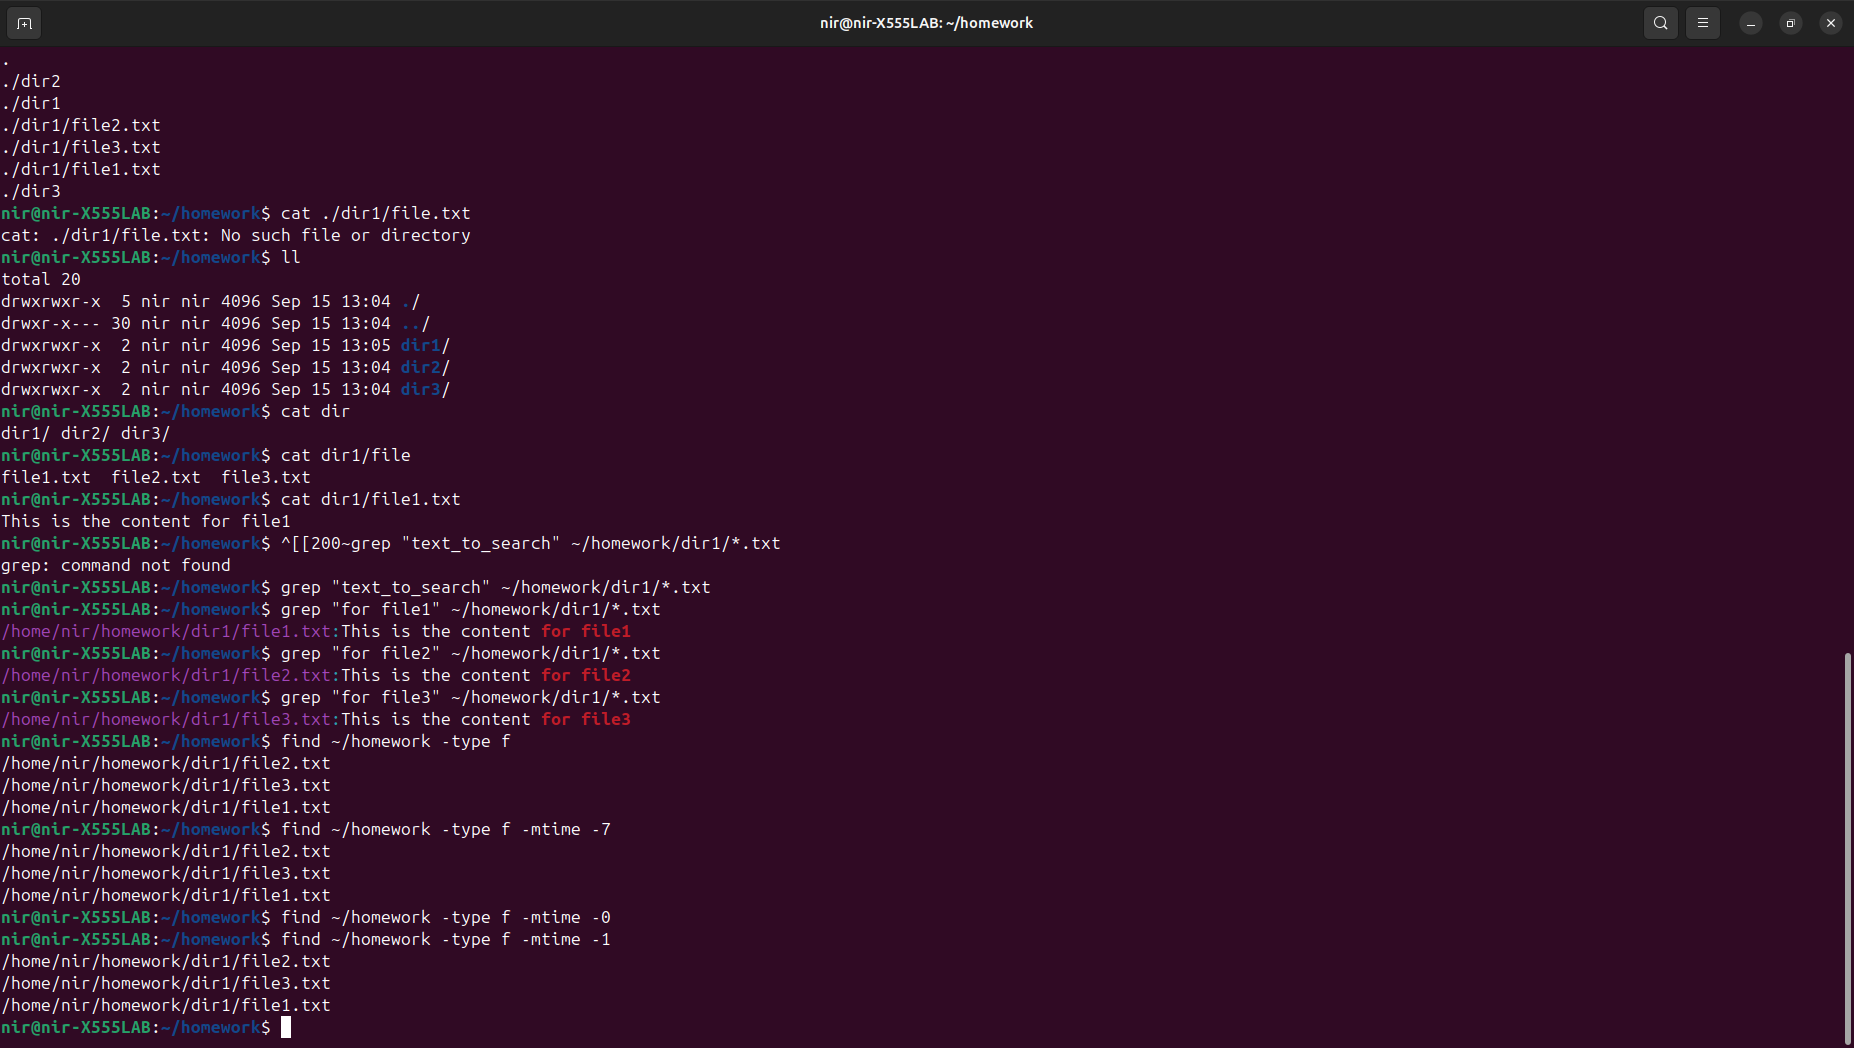 nir@nir-X555LAB: ~/homework
.
./dir2
./dir1
./dir1/file2.txt
./dir1/file3.txt
./dir1/file1.txt
./dir3
nir@nir-X555LAB:~/homework$ cat ./dir1/file.txt
cat: ./dir1/file.txt: No such file or directory
nir@nir-X555LAB:~/homework$ ll
total 20
drwxrwxr-x  5 nir nir 4096 Sep 15 13:04 ./
drwxr-x--- 30 nir nir 4096 Sep 15 13:04 ../
drwxrwxr-x  2 nir nir 4096 Sep 15 13:05 dir1/
drwxrwxr-x  2 nir nir 4096 Sep 15 13:04 dir2/
drwxrwxr-x  2 nir nir 4096 Sep 15 13:04 dir3/
nir@nir-X555LAB:~/homework$ cat dir
dir1/ dir2/ dir3/
nir@nir-X555LAB:~/homework$ cat dir1/file
file1.txt  file2.txt  file3.txt
nir@nir-X555LAB:~/homework$ cat dir1/file1.txt
This is the content for file1
nir@nir-X555LAB:~/homework$ ^[[200~grep "text_to_search" ~/homework/dir1/*.txt
grep: command not found
nir@nir-X555LAB:~/homework$ grep "text_to_search" ~/homework/dir1/*.txt
nir@nir-X555LAB:~/homework$ grep "for file1" ~/homework/dir1/*.txt
/home/nir/homework/dir1/file1.txt:This is the content for file1
nir@nir-X555LAB:~/homework$ grep "for file2" ~/homework/dir1/*.txt
/home/nir/homework/dir1/file2.txt:This is the content for file2
nir@nir-X555LAB:~/homework$ grep "for file3" ~/homework/dir1/*.txt
/home/nir/homework/dir1/file3.txt:This is the content for file3
nir@nir-X555LAB:~/homework$ find ~/homework -type f
/home/nir/homework/dir1/file2.txt
/home/nir/homework/dir1/file3.txt
/home/nir/homework/dir1/file1.txt
nir@nir-X555LAB:~/homework$ find ~/homework -type f -mtime -7
/home/nir/homework/dir1/file2.txt
/home/nir/homework/dir1/file3.txt
/home/nir/homework/dir1/file1.txt
nir@nir-X555LAB:~/homework$ find ~/homework -type f -mtime -0
nir@nir-X555LAB:~/homework$ find ~/homework -type f -mtime -1
/home/nir/homework/dir1/file2.txt
/home/nir/homework/dir1/file3.txt
/home/nir/homework/dir1/file1.txt
nir@nir-X555LAB:~/homework$